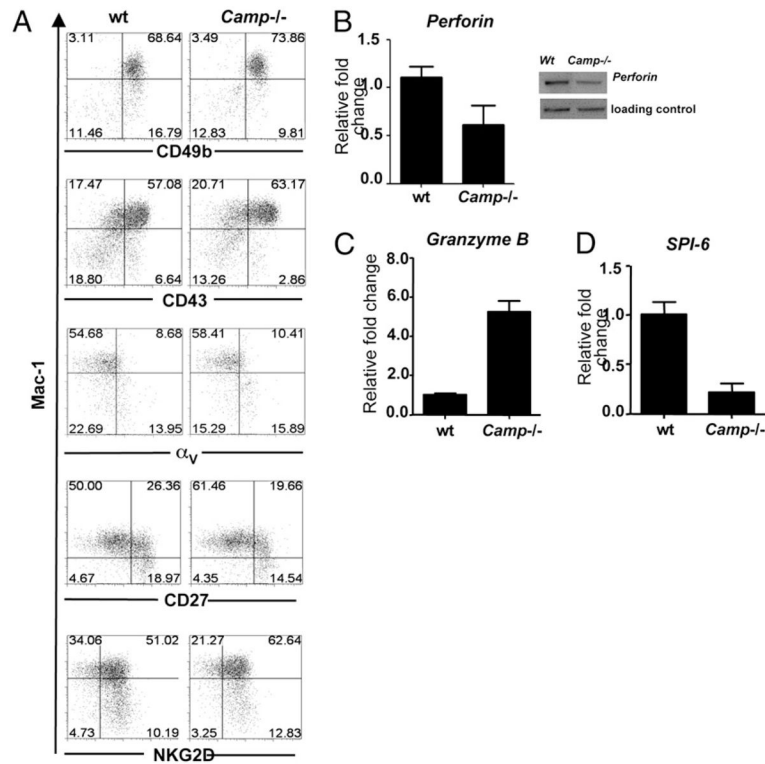 A
wt Camp-/-
Mac-1
3.11 68.64 3.49 73.86
11.46 16.79 12.83 9.81
CD49b
17.47 57.08 20.71 63.17
18.80 6.64 13.26 2.86
CD43
54.68 8.68 58.41 10.41
22.69 13.95 15.29 15.89
αV
50.00 26.36 61.46 19.66
4.67 18.97 4.35 14.54
CD27
34.06 51.02 21.27 62.64
4.73 10.19 3.25 12.83
NKG2D
B
Perforin
Relative fold
change
1.5
1.0
0.5
0.0
wt Camp-/-
Wt Camp-/-
Perforin
loading control
C
Granzyme B
Relative fold change
8.0
6.0
4.0
2.0
0.0
wt Camp-/-
D
SPI-6
Relative fold
change
1.5
1.0
0.5
0.0
wt Camp-/-